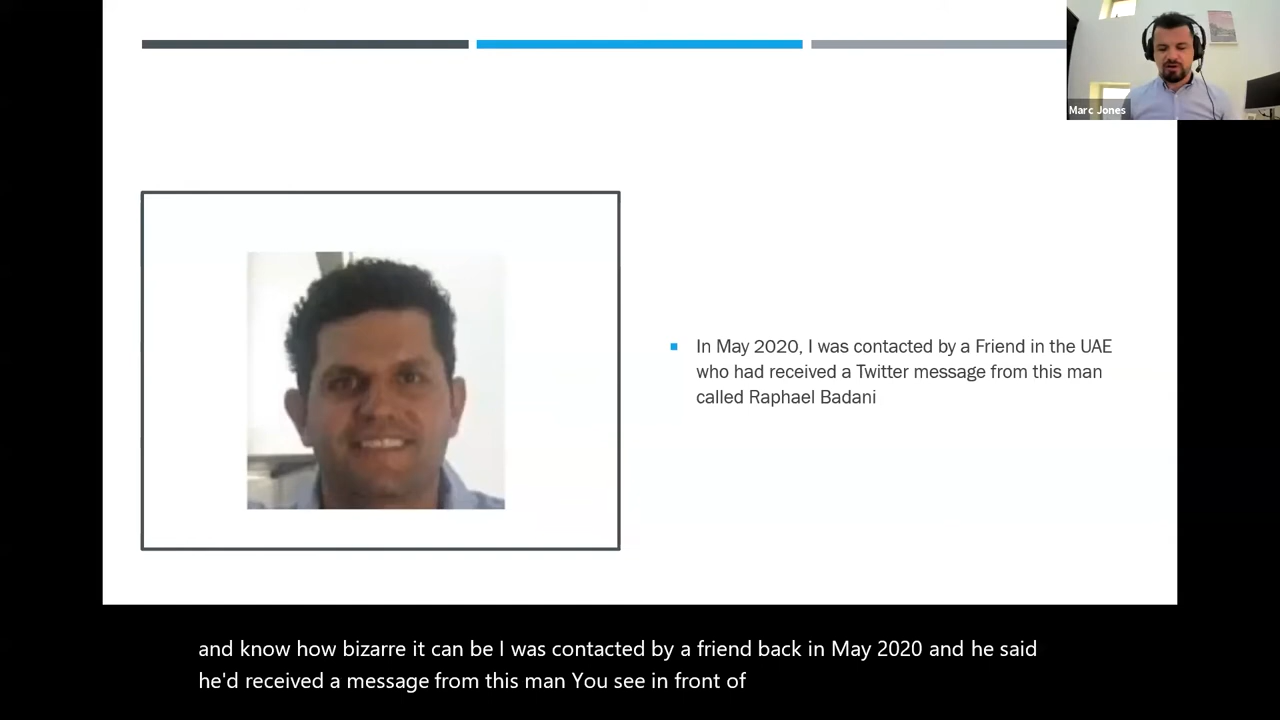 Marc Jones
In May 2020, I was contacted by a Friend in the UAE
who had received a Twitter message from this man
called Raphael Badani
and know how bizarre it can be I was contacted by a friend back in May 2020 and he said
he'd received a message from this man You see in front of